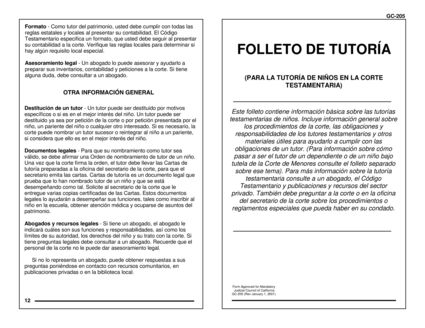 Formato - Como tutor del patrimonio, usted debe cumplir con todas las
reglas estatales y locales al presentar su contabilidad. El Código
Testamentario especifica un formato, que usted debe seguir al presentar
su contabilidad a la corte. Verifique las reglas locales para determinar si
hay algún requisito local especial.
Asesoramiento legal - Un abogado le puede asesorar y ayudarlo a
preparar sus inventarios, contabilidad y peticiones a la corte. Si tiene
alguna duda, debe consultar a un abogado.
OTRA INFORMACIÓN GENERAL
Destitución de un tutor - Un tutor puede ser destituido por motivos
específicos o si es en el mejor interés del niño. Un tutor puede ser
destituido ya sea por petición de la corte o por petición presentada por el
niño, un pariente del niño o cualquier otro interesado. Si es necesario, la
corte puede nombrar un tutor sucesor o reintegrar al niño a un pariente,
si considera que ello es en el mejor interés del niño.
Documentos legales - Para que su nombramiento como tutor sea
válido, se debe afirmar una Orden de nombramiento de tutor de un niño.
Una vez que la corte firma la orden, el tutor debe llevar las Cartas de
tutoría preparadas a la oficina del secretario de la corte, para que el
secretario emita las cartas. Cartas de tutoría es un documento legal que
prueba que lo han nombrado tutor de un niño y que se está
desempeñando como tal. Solicite al secretario de la corte que le
entregue varias copias certificadas de las Cartas. Estos documentos
legales lo ayudarán a desempeñar sus funciones, tales como inscribir al
niño en la escuela, obtener atención médica y ocuparse de asuntos del
patrimonio.
Abogados y recursos legales - Si tiene un abogado, el abogado le
indicará cuáles son sus funciones y responsabilidades, así como los
límites de su autoridad, los derechos del niño y su trato con la corte. Si
tiene preguntas legales debe consultar a un abogado. Recuerde que el
personal de la corte no le puede dar asesoramiento legal.
Si no lo representa un abogado, puede obtener respuestas a sus
preguntas poniéndose en contacto con recursos comunitarios, en
publicaciones privadas o en la biblioteca local.
12
GC-205
FOLLETO DE TUTORÍA
(PARA LA TUTORÍA DE NIÑOS EN LA CORTE
TESTAMENTARIA)
Este folleto contiene información básica sobre las tutorías
testamentarias de niños. Incluye información general sobre
los procedimientos de la corte, las obligaciones y
responsabilidades de los tutores testamentarios y otros
materiales útiles para ayudarlo a cumplir con las
obligaciones de un tutor. (Para información sobre cómo
pasar a ser el tutor de un dependiente o de un niño bajo
tutela de la Corte de Menores consulte el folleto separado
sobre ese tema). Para más información sobre la tutoría
testamentaria consulte a un abogado, el Código
Testamentario y publicaciones y recursos del sector
privado. También debe preguntar a la corte o en la oficina
del secretario de la corte sobre los procedimientos o
reglamentos especiales que pueda haber en su condado.
Form Approved for Mandatory
Judicial Council of California
GC-205 (Rev January 1, 2001)